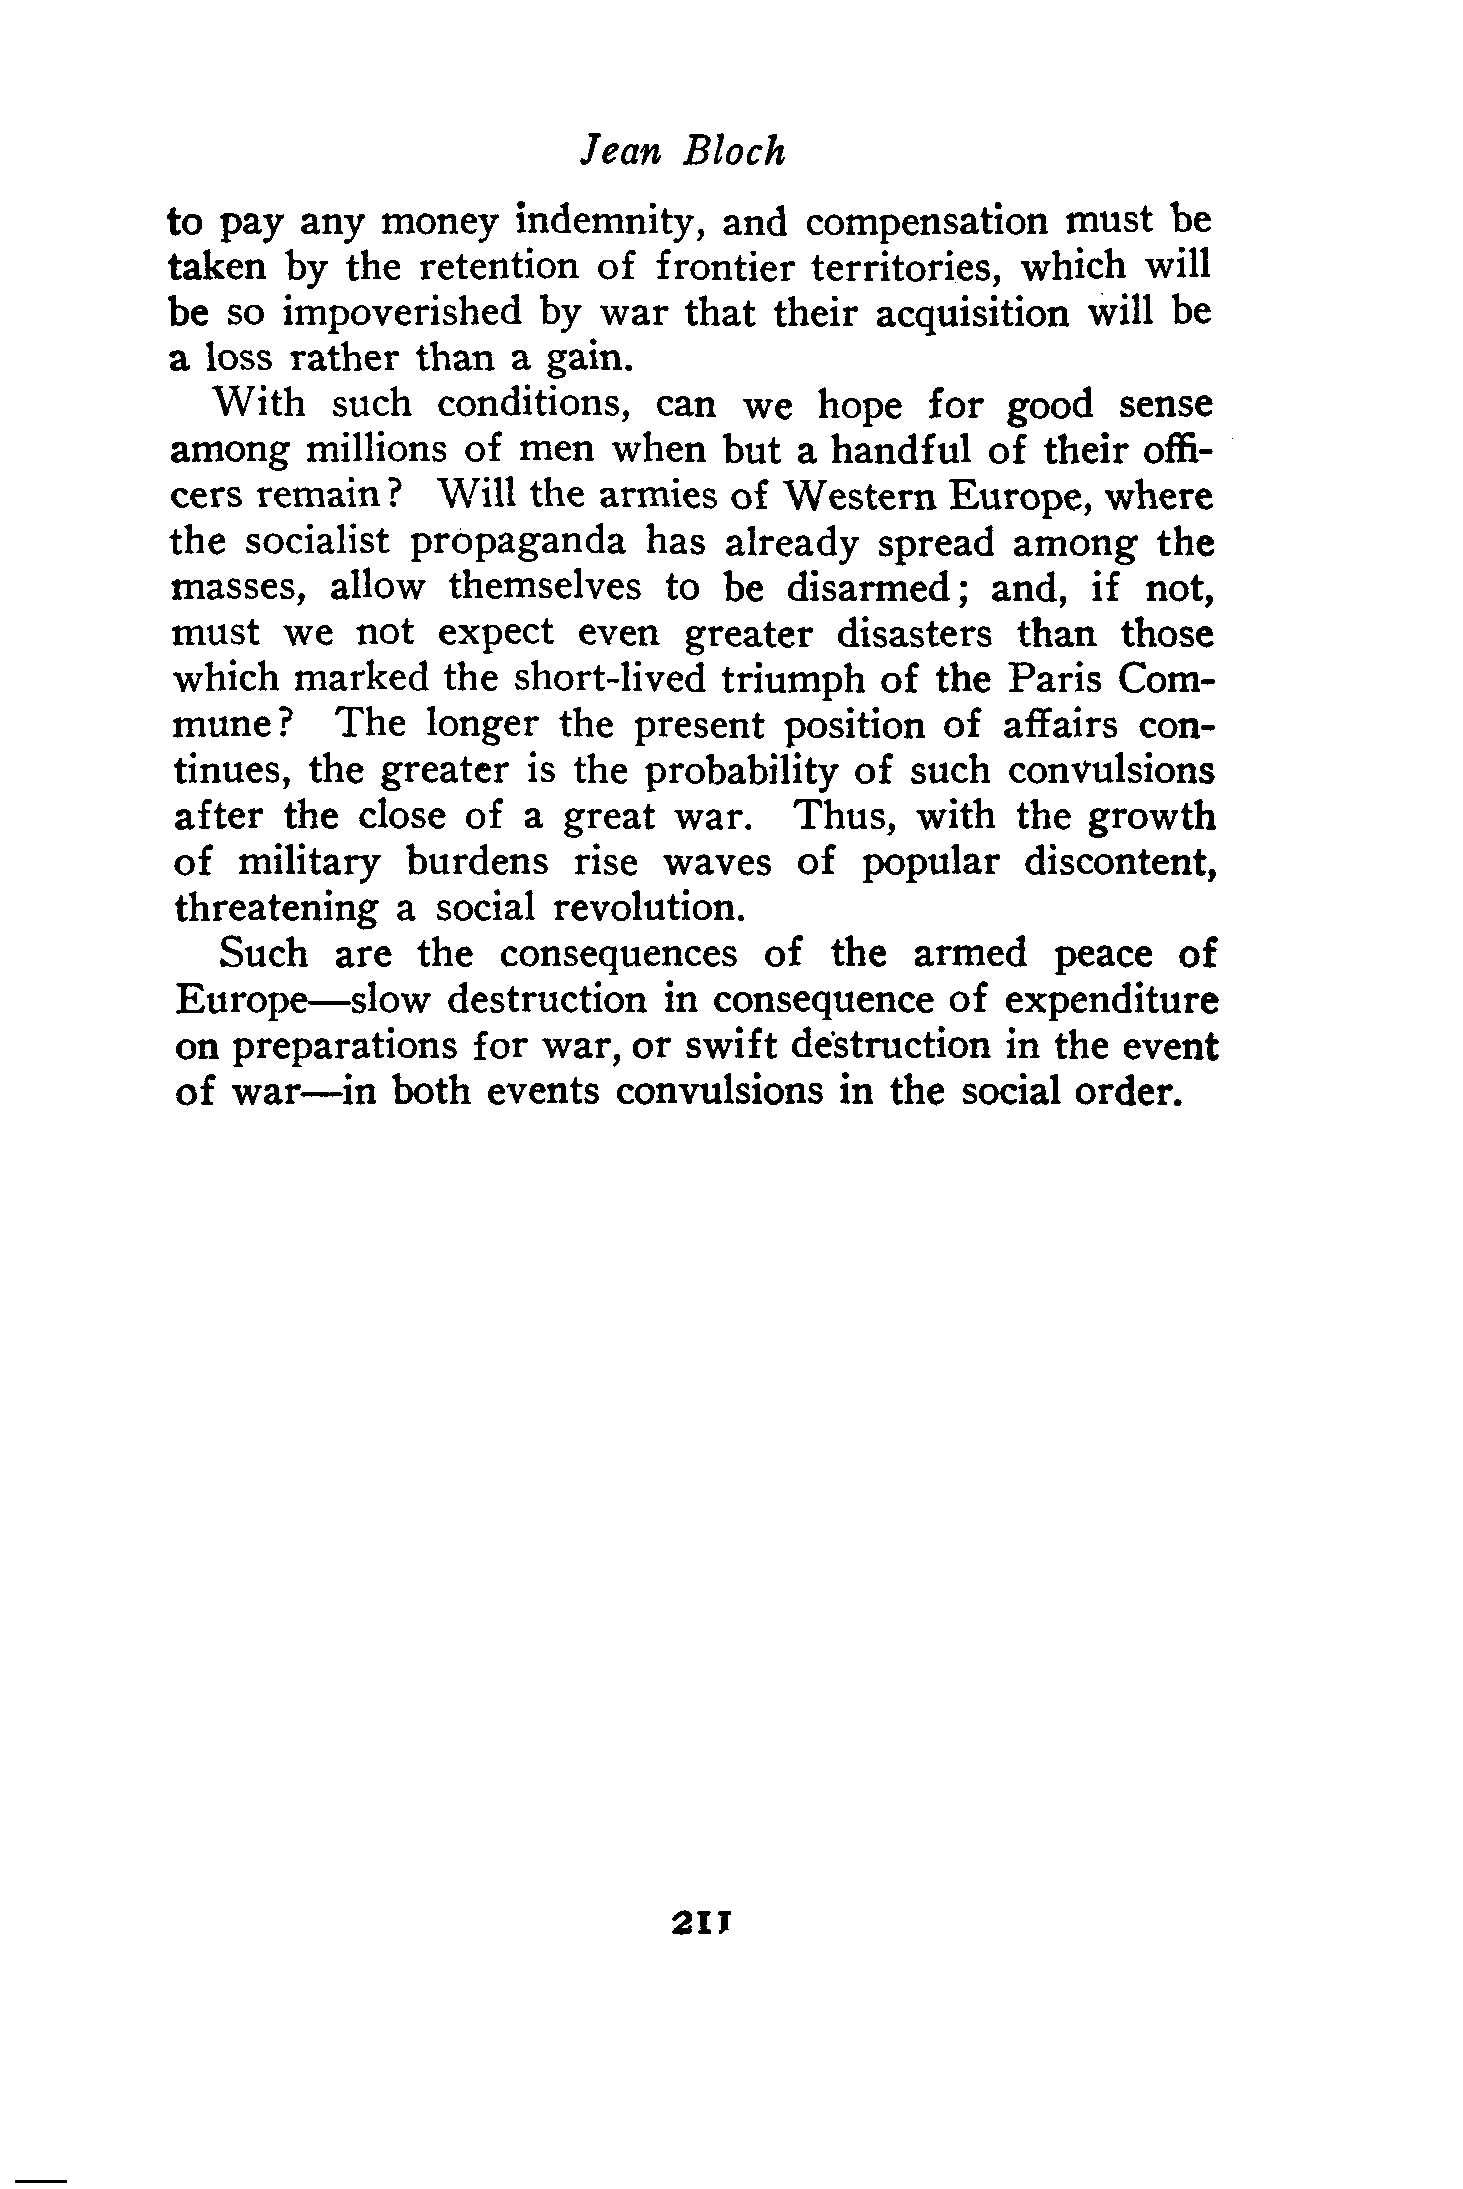 Jean Bloch
to pay any money indemnity, and compensation must be
taken by the retention of frontier territories, which will
be so impoverished by war that their acquisition will be
a loss rather than a gain.
With such conditions, can we hope for good sense
among millions of men when but a handful of their offi-
cers remain? Will the armies of Western Europe, where
the socialist propaganda has already spread among the
masses, allow themselves to be disarmed; and, if not,
must we not expect even greater disasters than those
which marked the short-lived triumph of the Paris Com-
mune? The longer the present position of affairs con-
tinues, the greater is the probability of such convulsions
after the close of a great war. Thus, with the growth
of military burdens rise waves of popular discontent,
threatening a social revolution.
Such are the consequences of the armed peace of
Europe—slow destruction in consequence of expenditure
on preparations for war, or swift destruction in the event
of war—in both events convulsions in the social order.
211